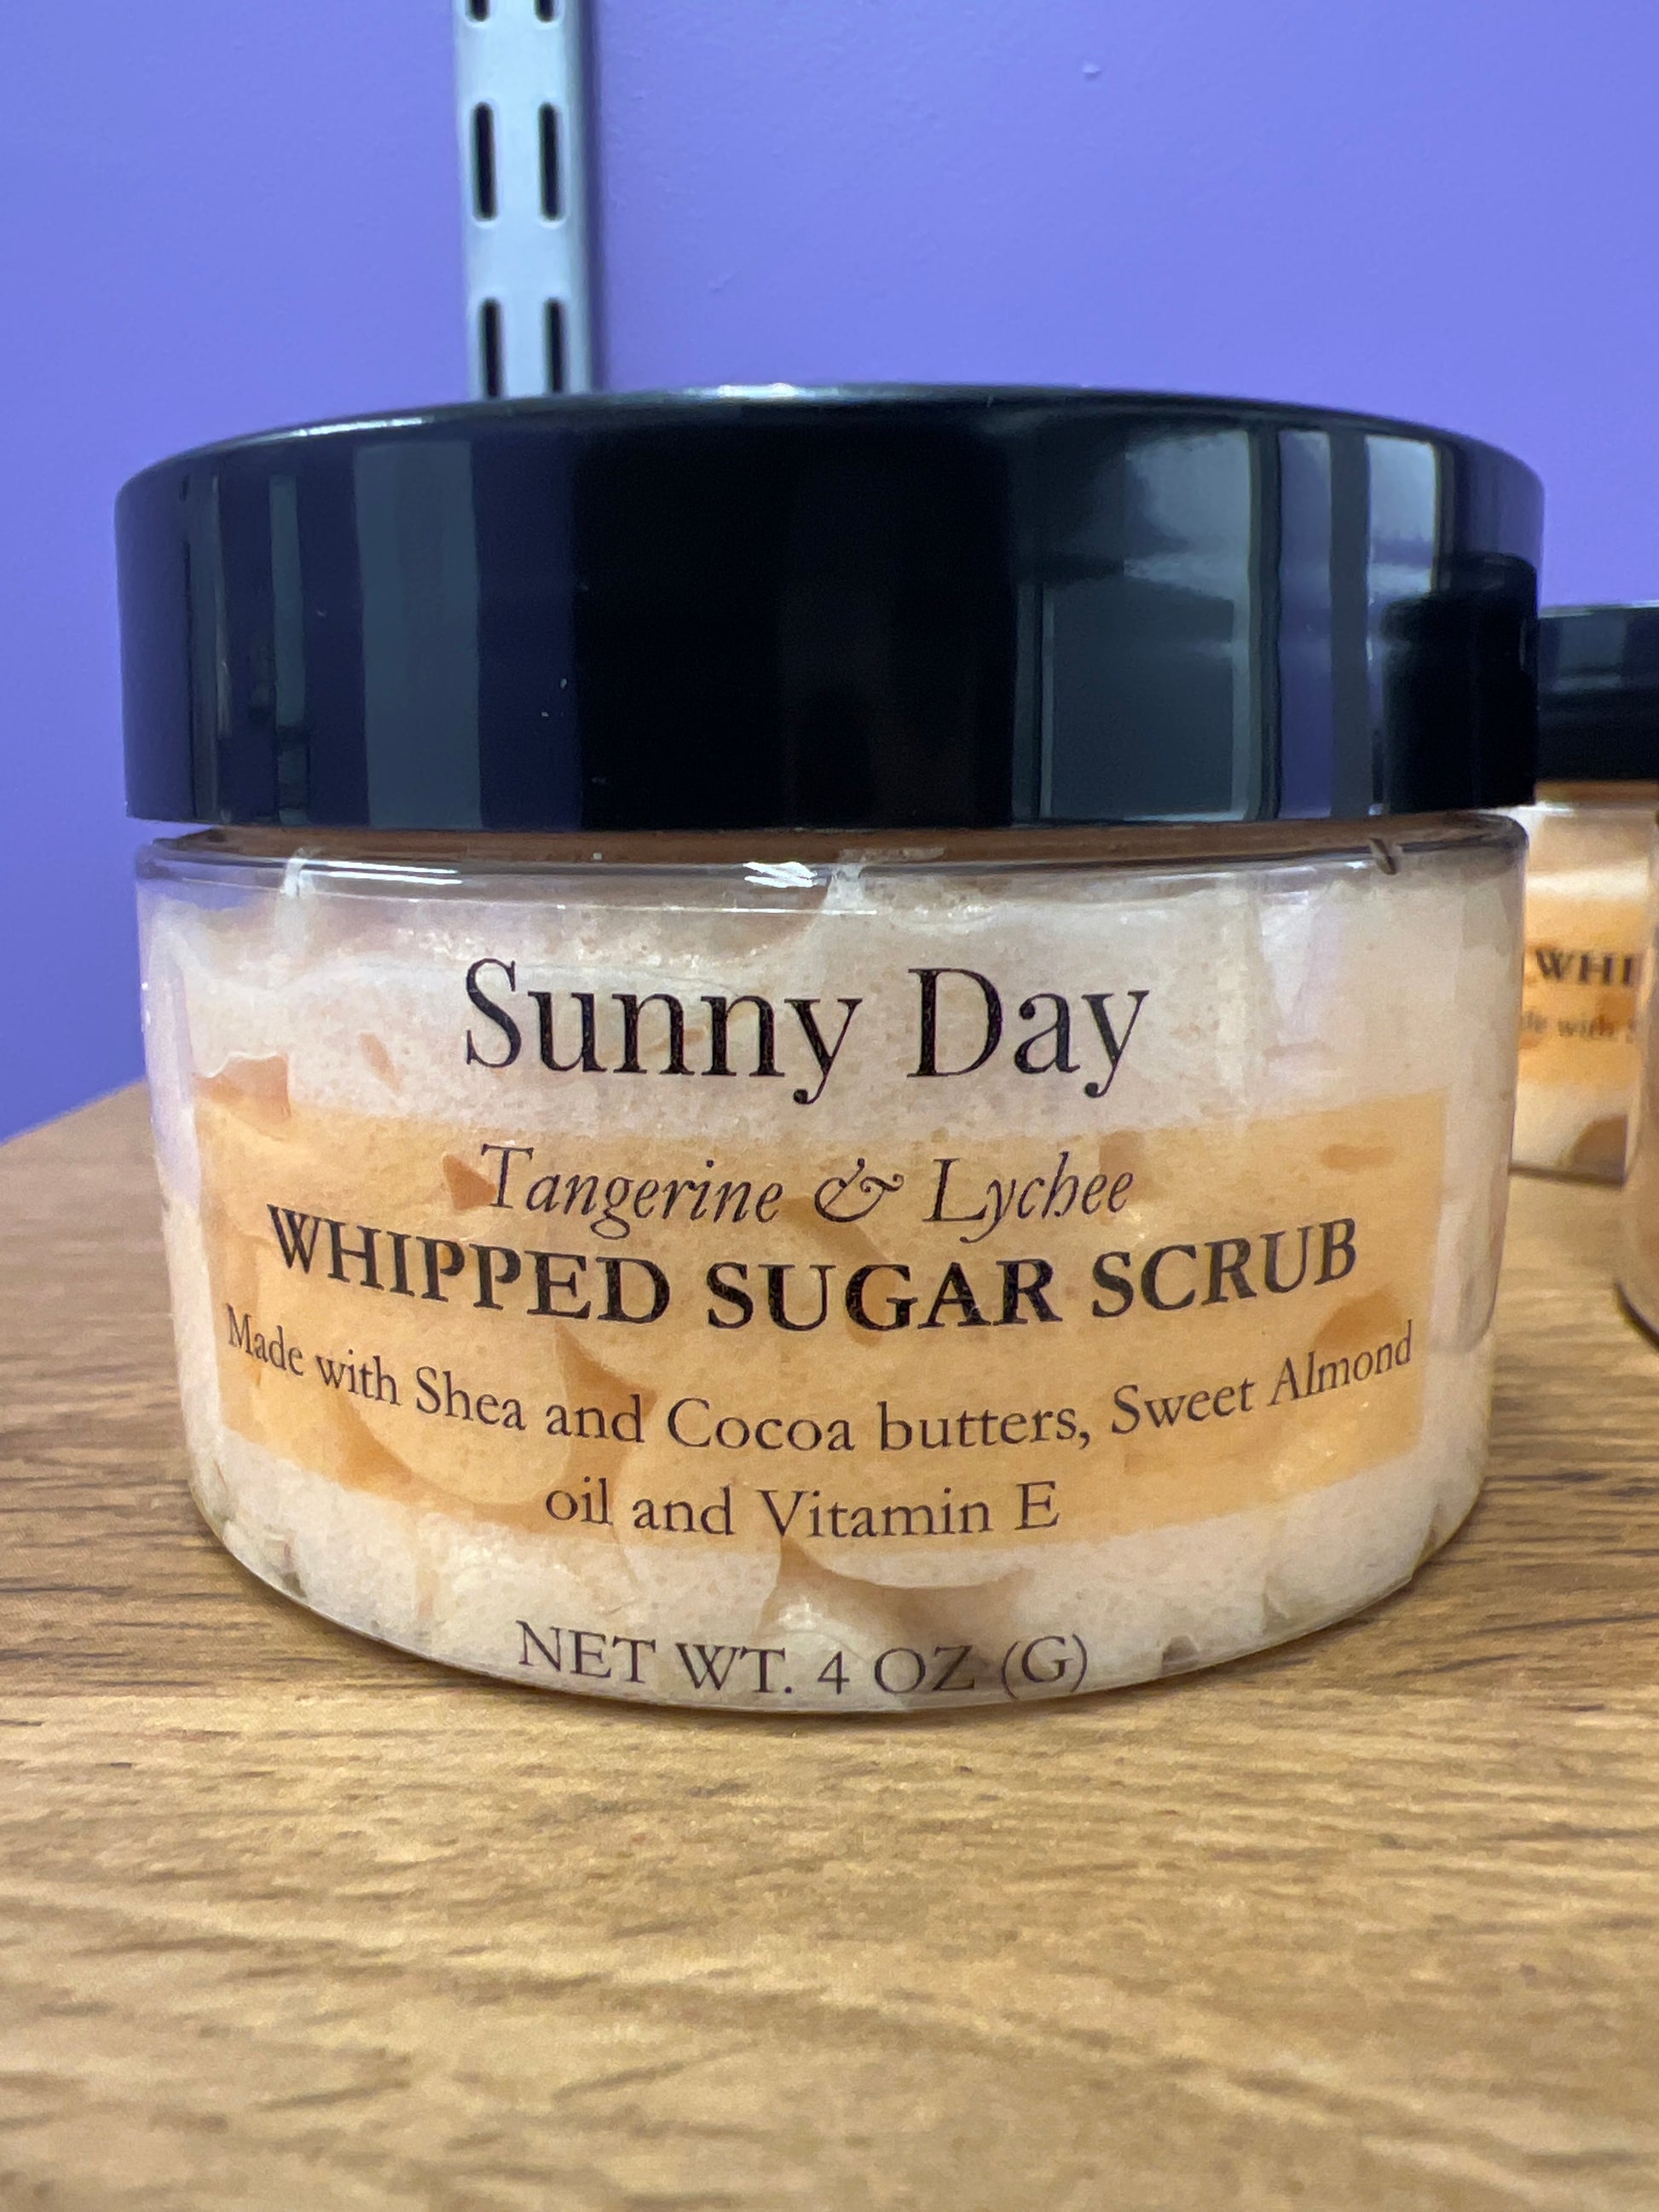 Sunny Day
Tangerine & Lychee
WHIPPED SUGAR SCRUB
Made with Shea and Cocoa butters, Sweet Almond
oil and Vitamin E
NET WT. 4 OZ (G)
with